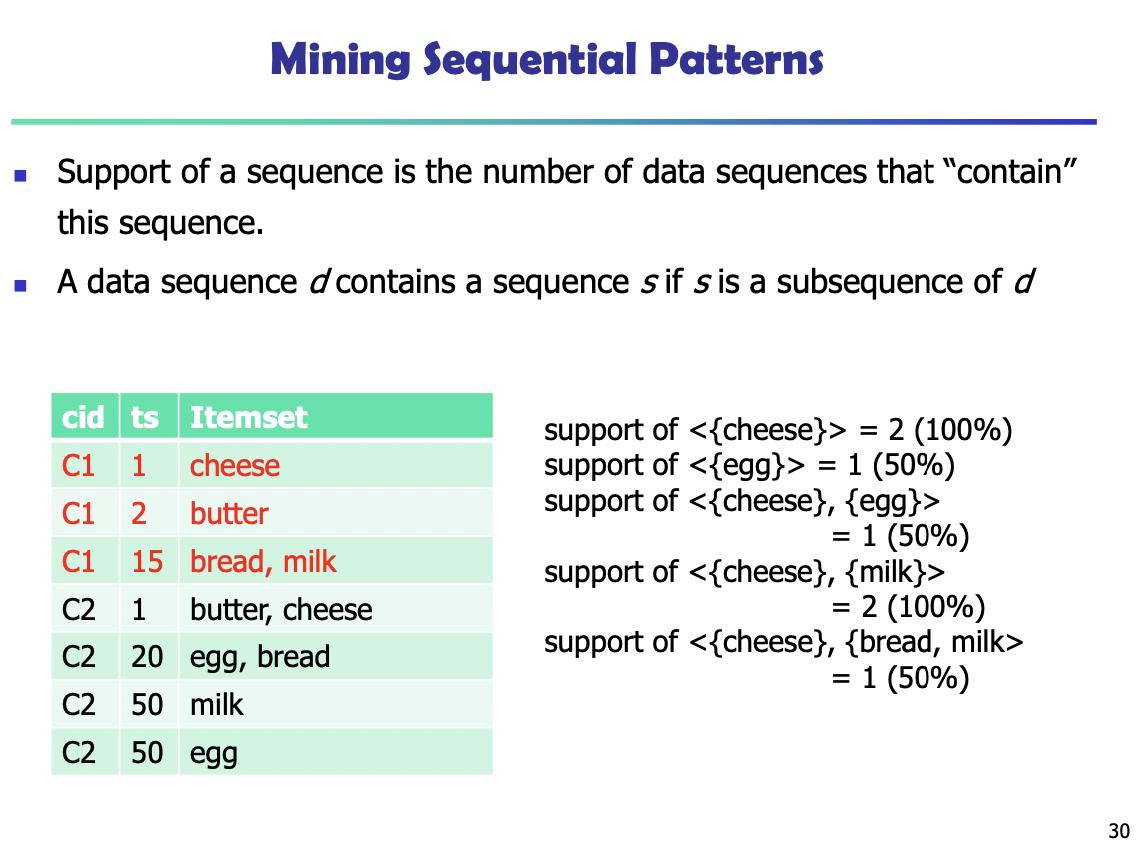 Mining Sequential Patterns
Support of a sequence is the number of data sequences that “contain”
this sequence.
A data sequence d contains a sequence s if s is a subsequence of d
cid ts Itemset
C1 1 cheese
C1 2 butter
C1 15 bread, milk
C2 1 butter, cheese
C2 20 egg, bread
C2 50 milk
C2 50 egg
support of <{cheese}> = 2 (100%)
support of <{egg}> = 1 (50%)
support of <{cheese}, {egg}>
= 1 (50%)
support of <{cheese}, {milk}>
= 2 (100%)
support of <{cheese}, {bread, milk>
= 1 (50%)
30